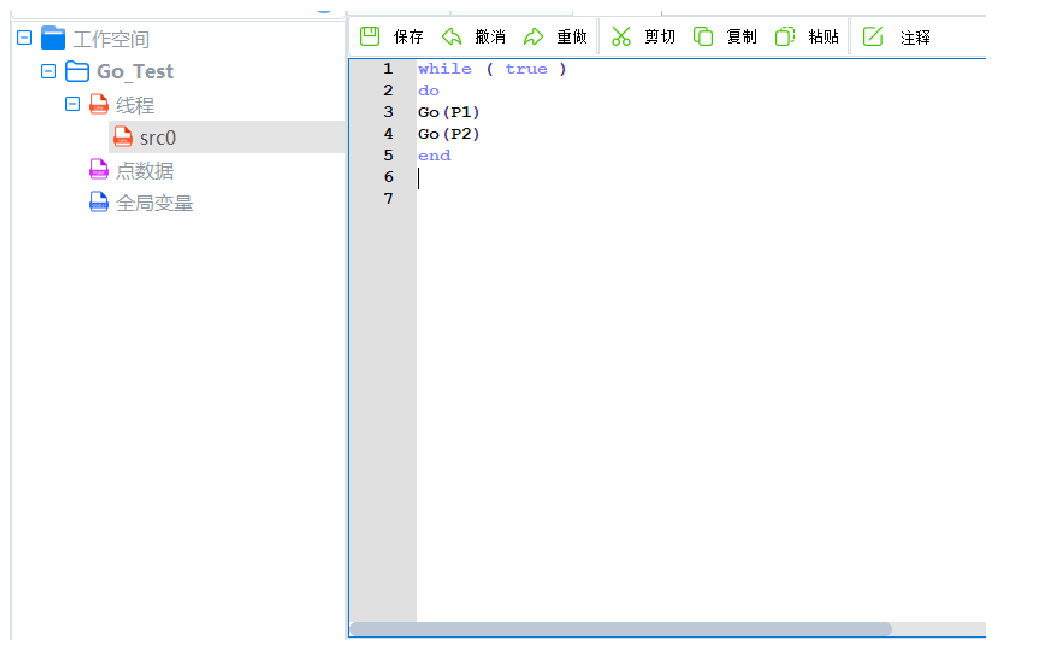 工作空间
Go_Test
线程
src0
点数据
全局变量
保存 撤消 重做 剪切 复制 粘贴 注释
1 while ( true )
2 do
3 Go(P1)
4 Go(P2)
5 end
6
7